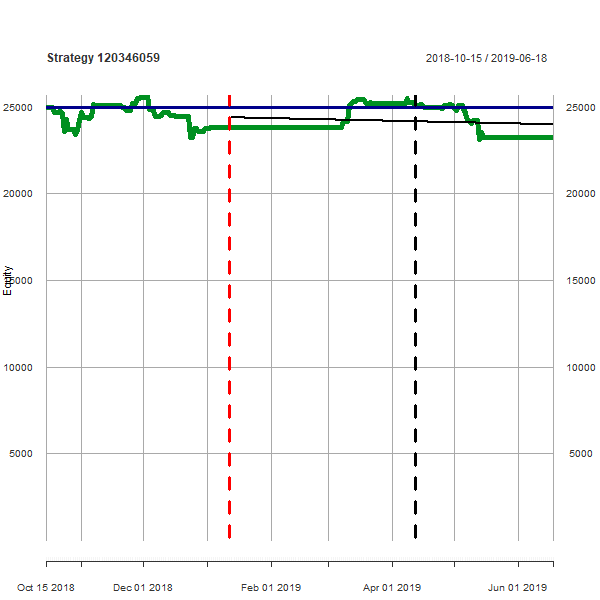 Strategy 120346059
2018-10-15 / 2019-06-18
25000
25000
20000
20000
Equity
15000
15000
10000
10000
5000
5000
Oct 15 2018
Dec 01 2018
Feb 01 2019
Apr 01 2019
Jun 01 2019